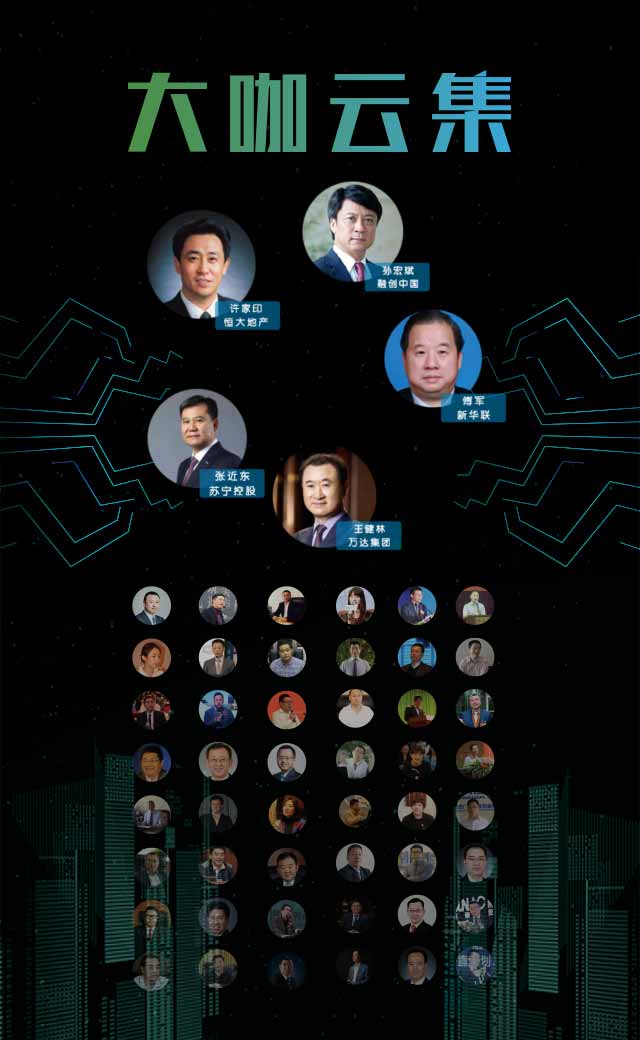 大咖云集
孙宏斌
融创中国
许家印
恒大地产
傅军
新华联
张近东
苏宁控股
王健林
万达集团